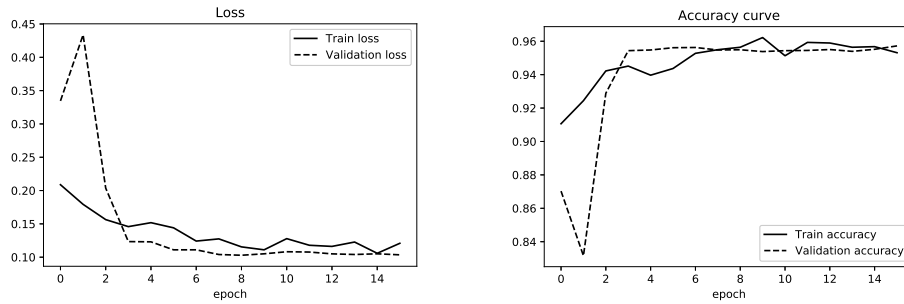 Loss
0.45
0.40
0.35
0.30
0.25
0.20
0.15
0.10
0 2 4 6 8 10 12 14
epoch
Train loss
Validation loss
Accuracy curve
0.96
0.94
0.92
0.90
0.88
0.86
0.84
0 2 4 6 8 10 12 14
epoch
Train accuracy
Validation accuracy